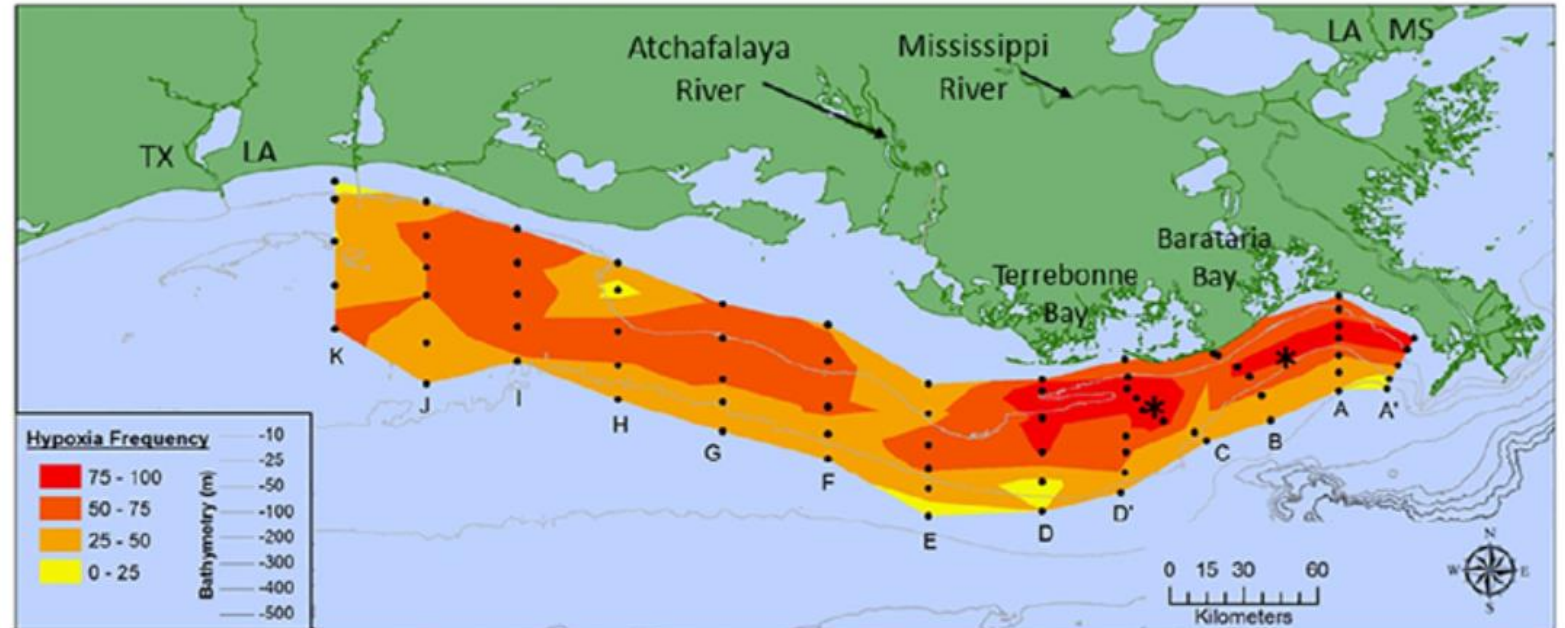 LA MS
Atchafalaya
River
Mississippi
River
TX LA
Barataria
Bay
Terrebonne
Bay
K
J
I
H
G
F
E
D
D'
C
B
A
A'
Hypoxia Frequency
75 - 100
50 - 75
25 - 50
0 - 25
Bathymotry (m)
-10
-25
-50
-100
-200
-300
-400
-500
0 15 30 60
Kilometers
N
W E
S